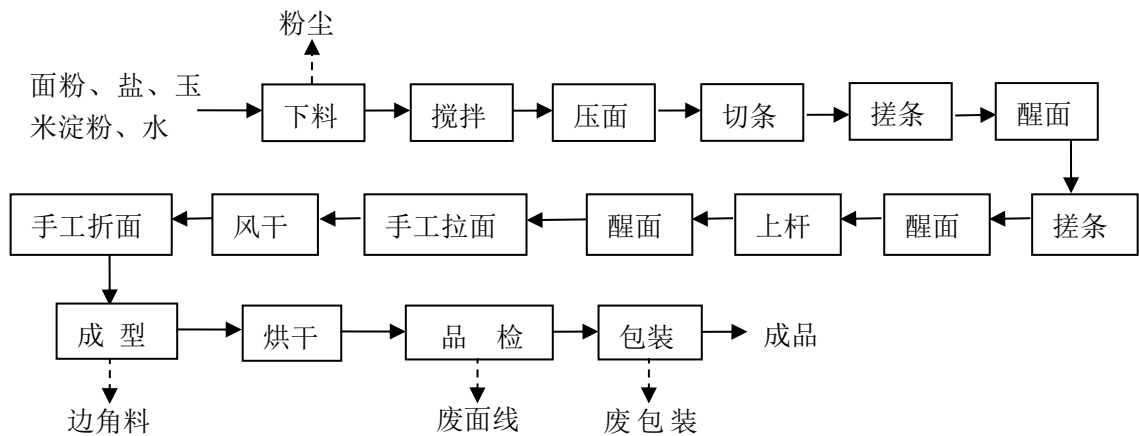 粉尘
面粉、盐、玉
米淀粉、水
下料
搅拌
压面
切条
搓条
醒面
手工折面
风干
手工拉面
醒面
上杆
醒面
搓条
成 型
烘干
品 检
包装
成品
边角料
废面线
废包装